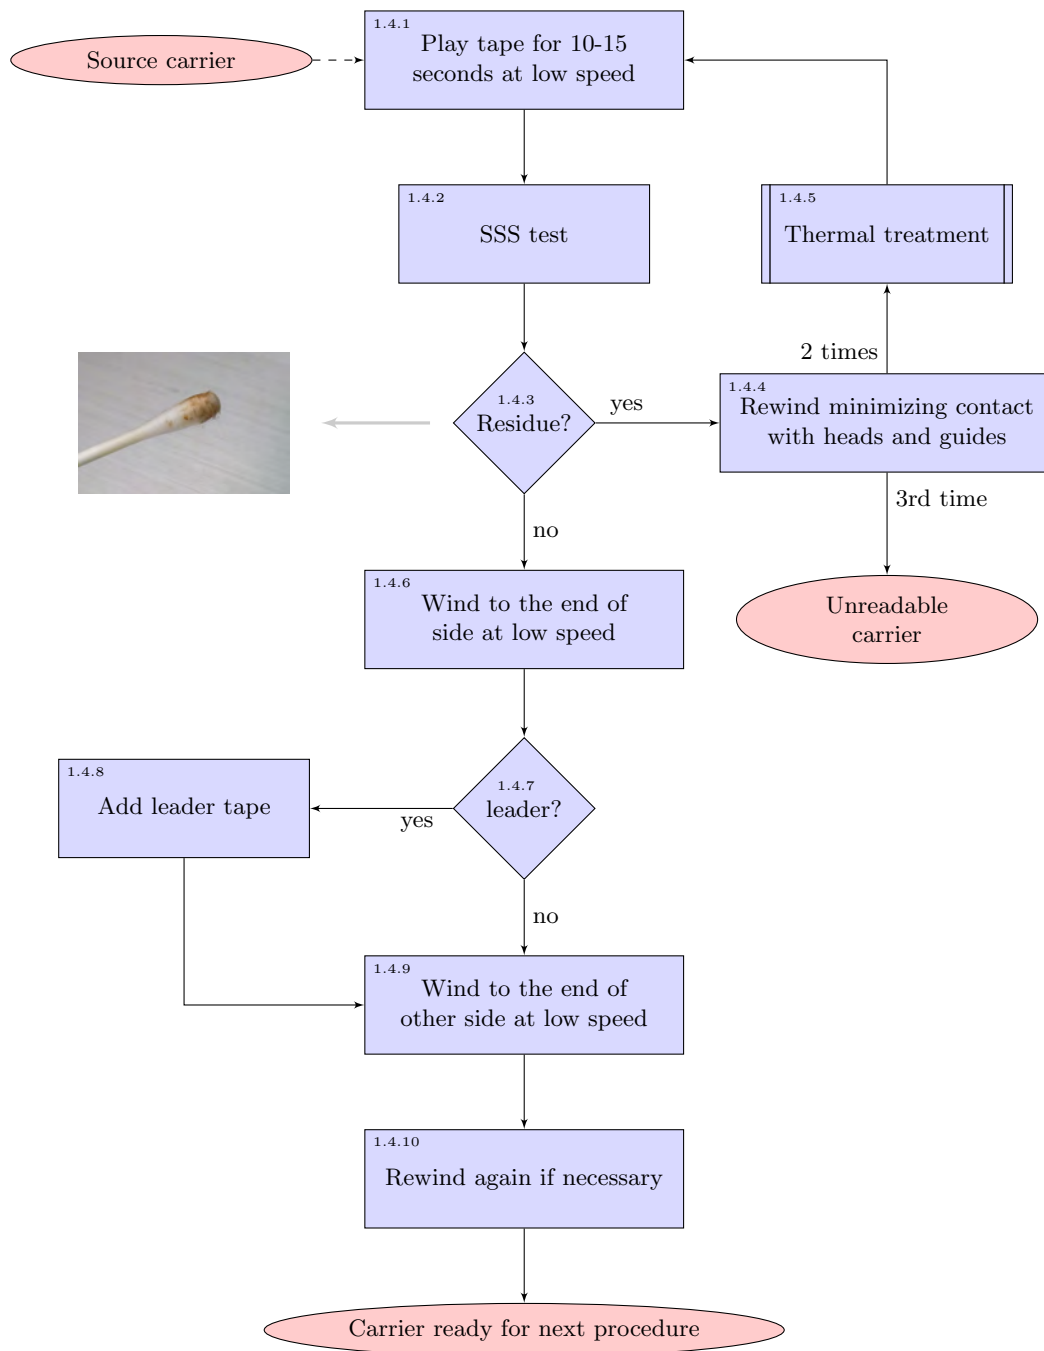 1.4.1
Play tape for 10-15
seconds at low speed
Source carrier
1.4.2
SSS test
1.4.5
Thermal treatment
2 times
1.4.3
Residue?
yes
1.4.4
Rewind minimizing contact
with heads and guides
3rd time
no
1.4.6
Wind to the end of
side at low speed
Unreadable
carrier
1.4.7
leader?
yes
1.4.8
Add leader tape
no
1.4.9
Wind to the end of
other side at low speed
1.4.10
Rewind again if necessary
Carrier ready for next procedure